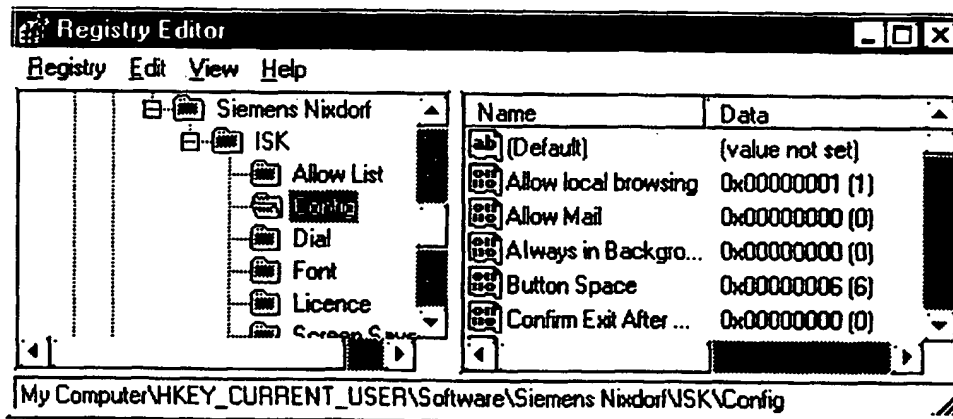 Registry Editor
Registry Edit View Help
Siemens Nixdorf
ISK
Allow List
Config
Dial
Font
Licence
Screen Save
Name Data
(Default) (value not set)
Allow local browsing 0x00000001 (1)
Allow Mail 0x00000000 (0)
Always in Backgro... 0x00000000 (0)
Button Space 0x00000006 (6)
Confirm Exit After ... 0x00000000 (0)
My Computer\HKEY_CURRENT_USER\Software\Siemens Nixdorf\ISK\Config